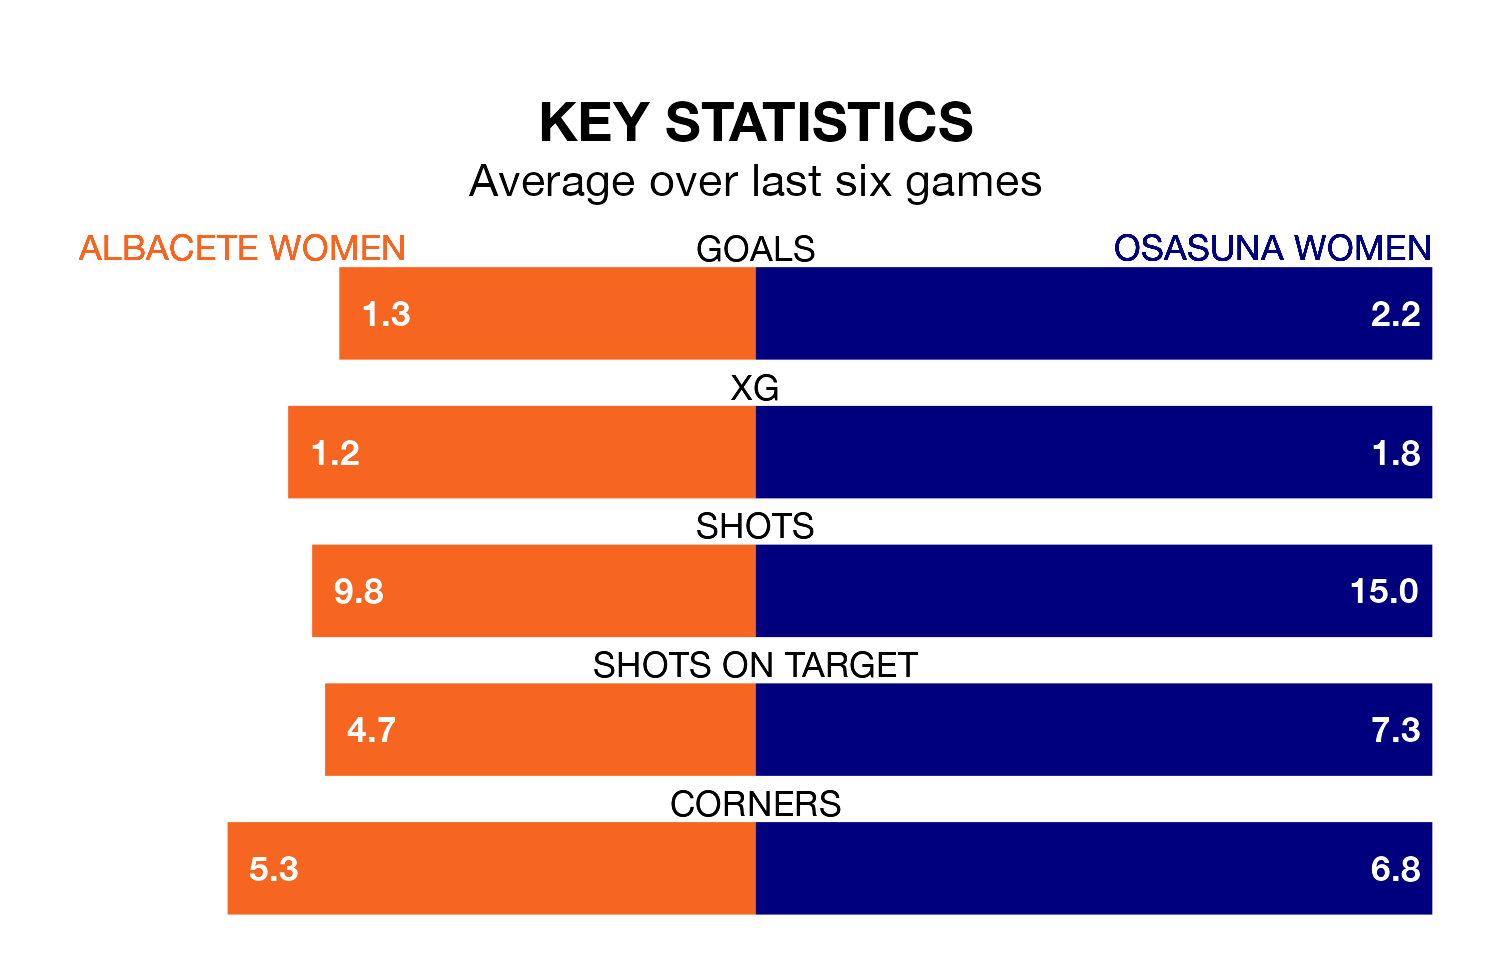 KEY STATISTICS
Average over last six games
ALBACETE WOMEN GOALS OSASUNA WOMEN
1.3 2.2
XG
1.2 1.8
SHOTS
9.8 15.0
SHOTS ON TARGET
4.7 7.3
CORNERS
5.3 6.8